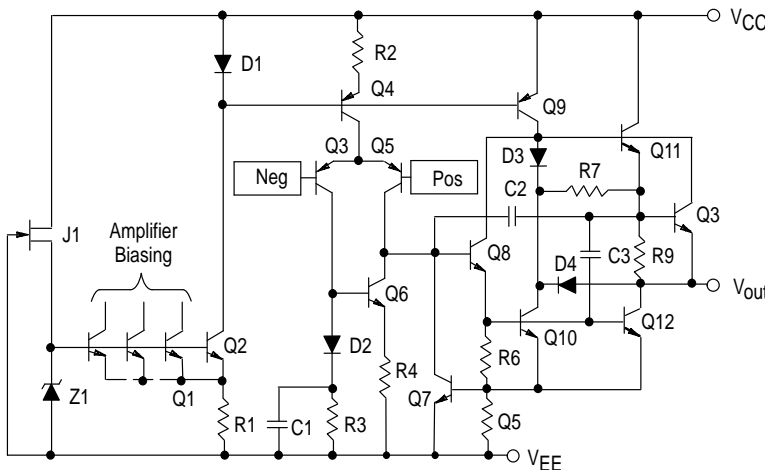 VCC
D1
R2
Q4
Q9
Q3
Q5
D3
Q11
R7
Neg
Pos
C2
Q3
J1
Amplifier
Biasing
Q8
C3
R9
D4
Vout
Q6
Q2
Q10
Q12
D2
R6
Z1
Q1
R1
C1
R3
R4
Q7
Q5
VEE